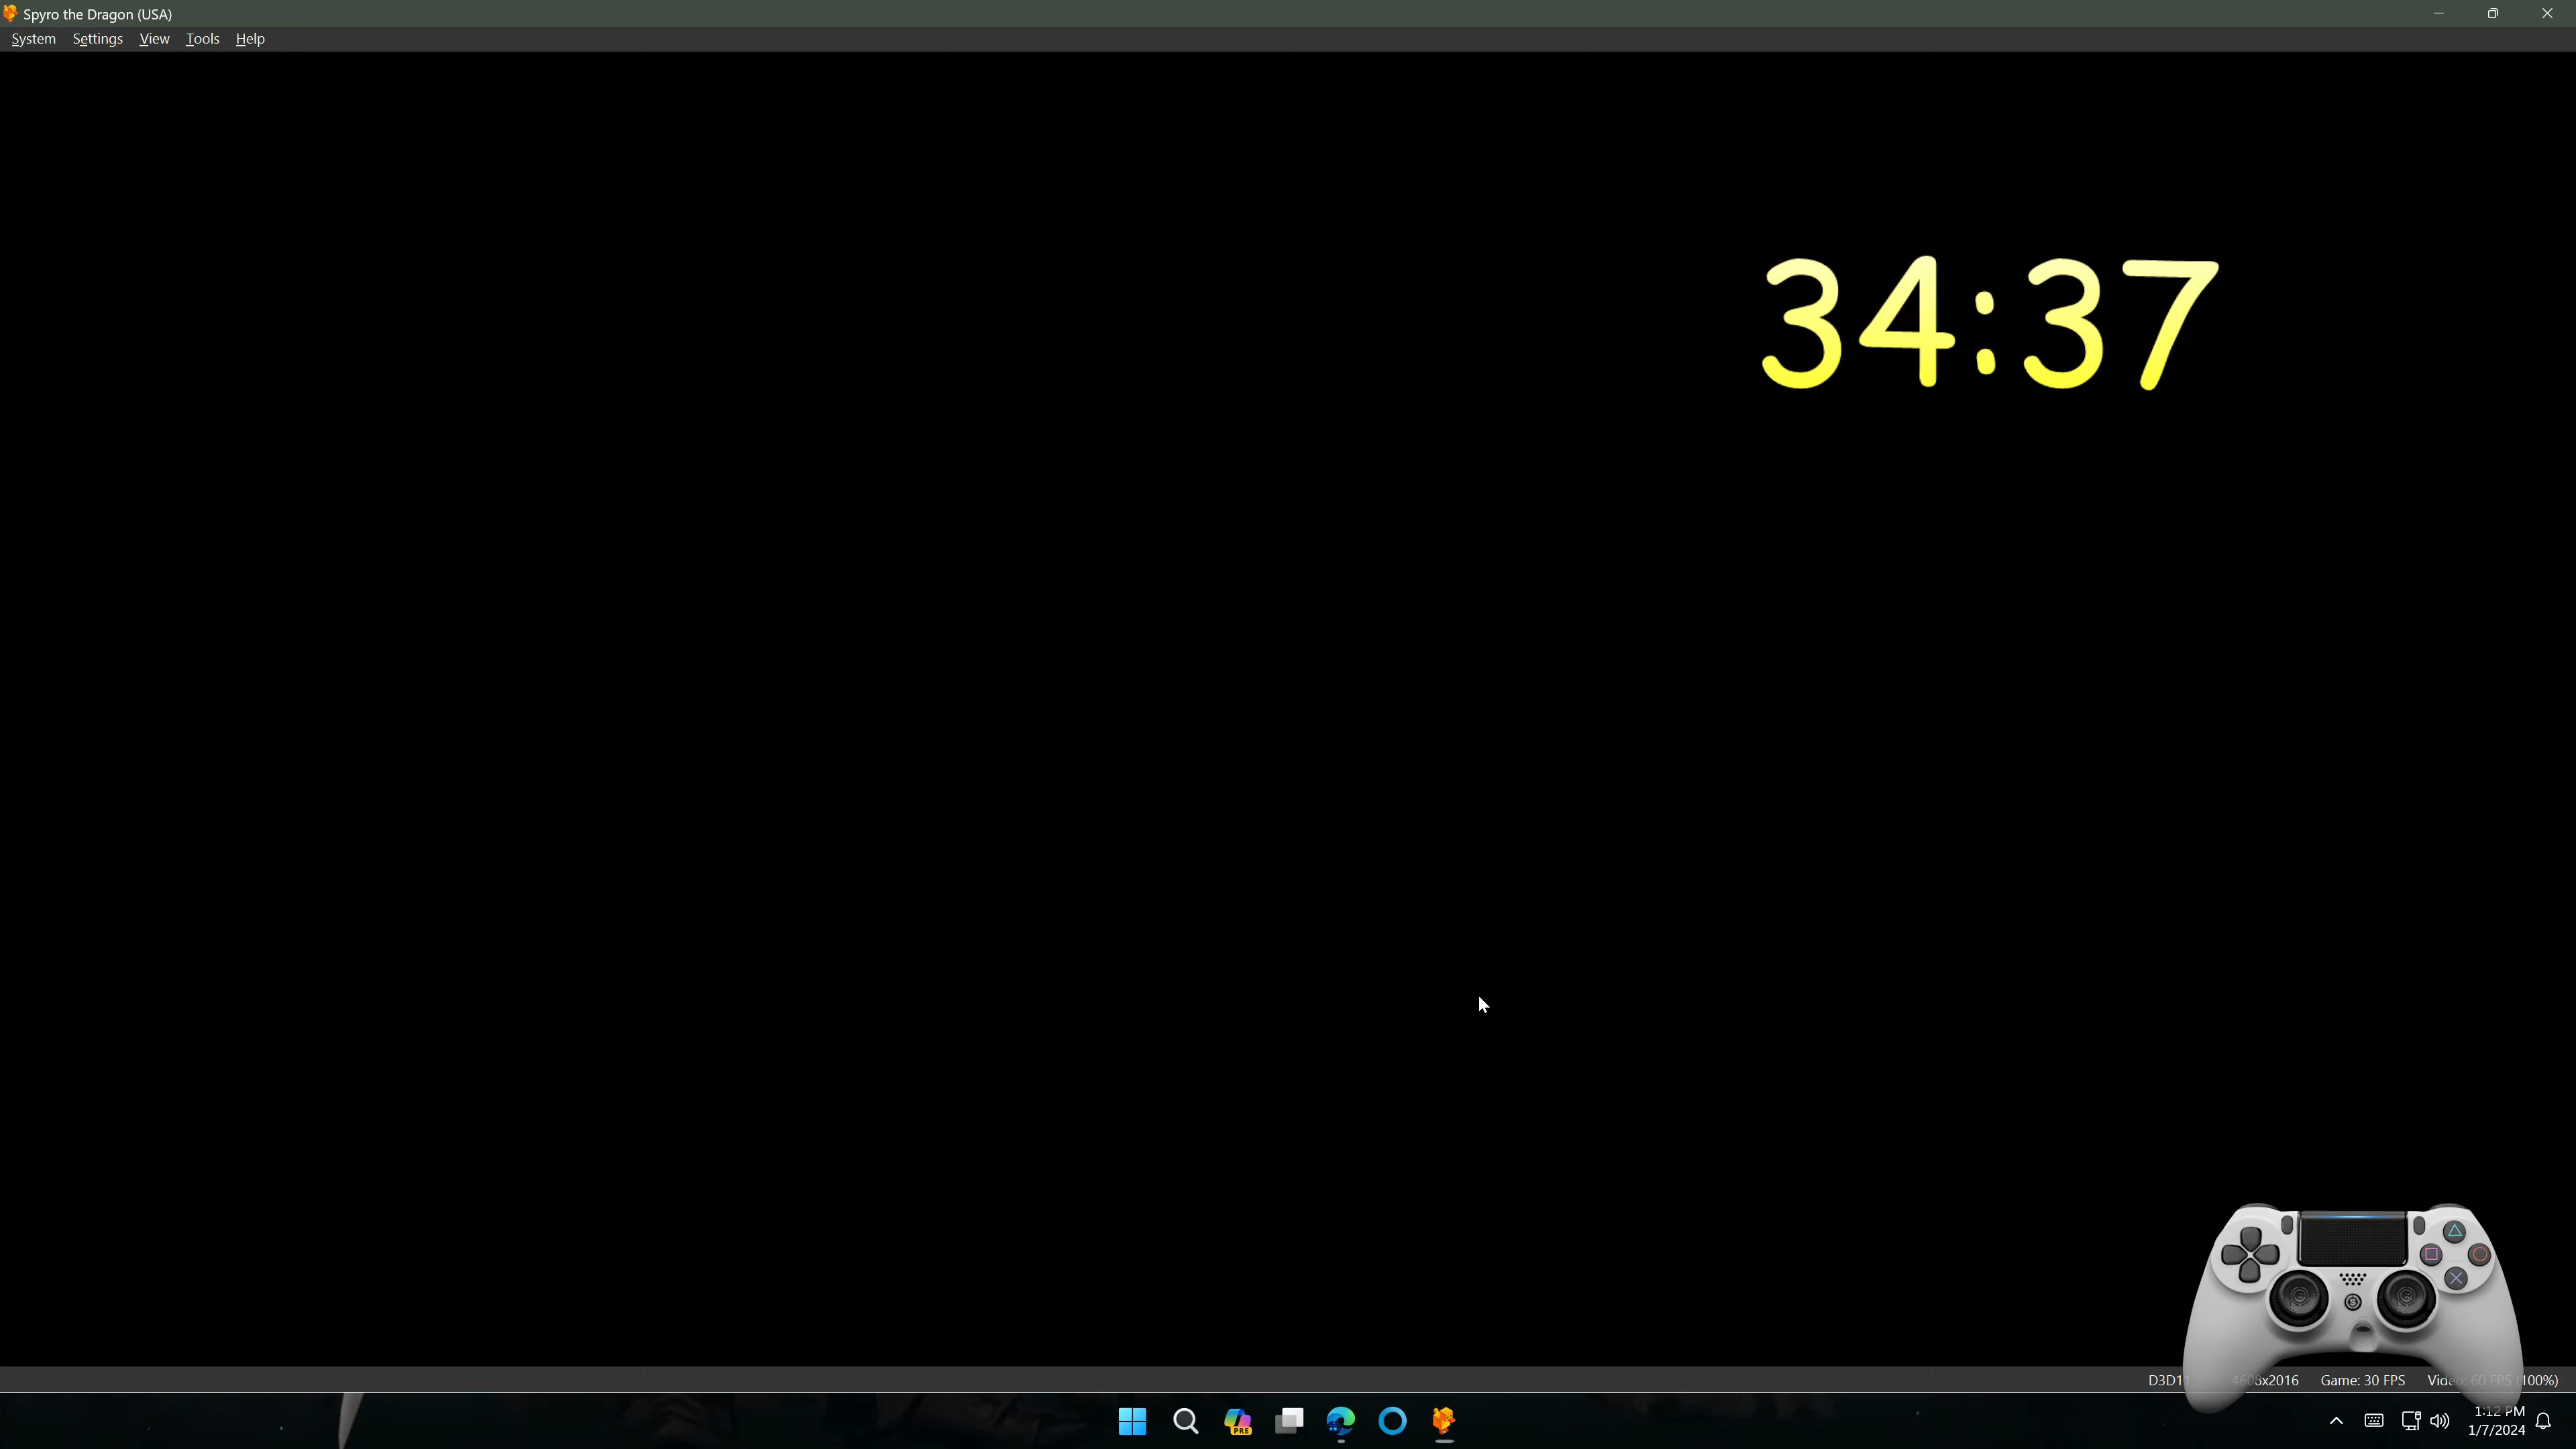 Spyro the Dragon (USA)
System Settings View Tools Help
34:37
Game: 30 FPS
PRE
1:12 PM
1/7/2024